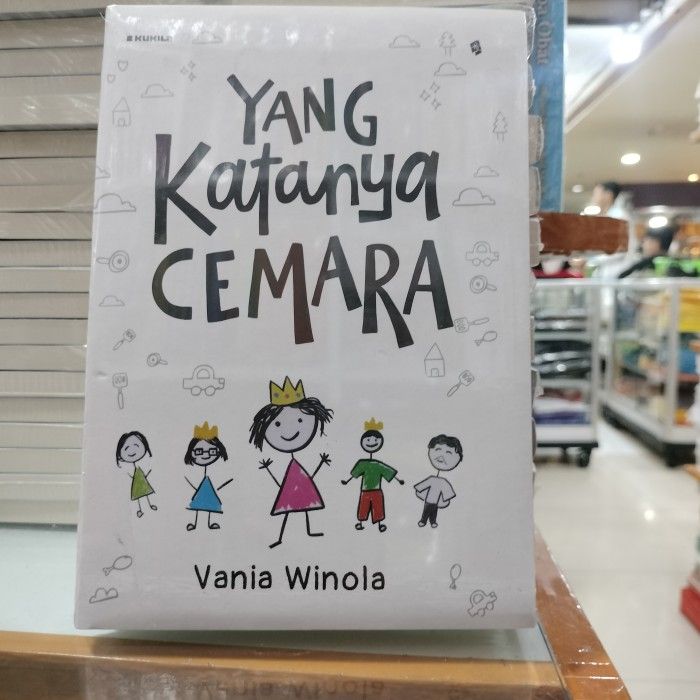 KUKILA
YANG
Katanya
CEMARA
Vania Winola